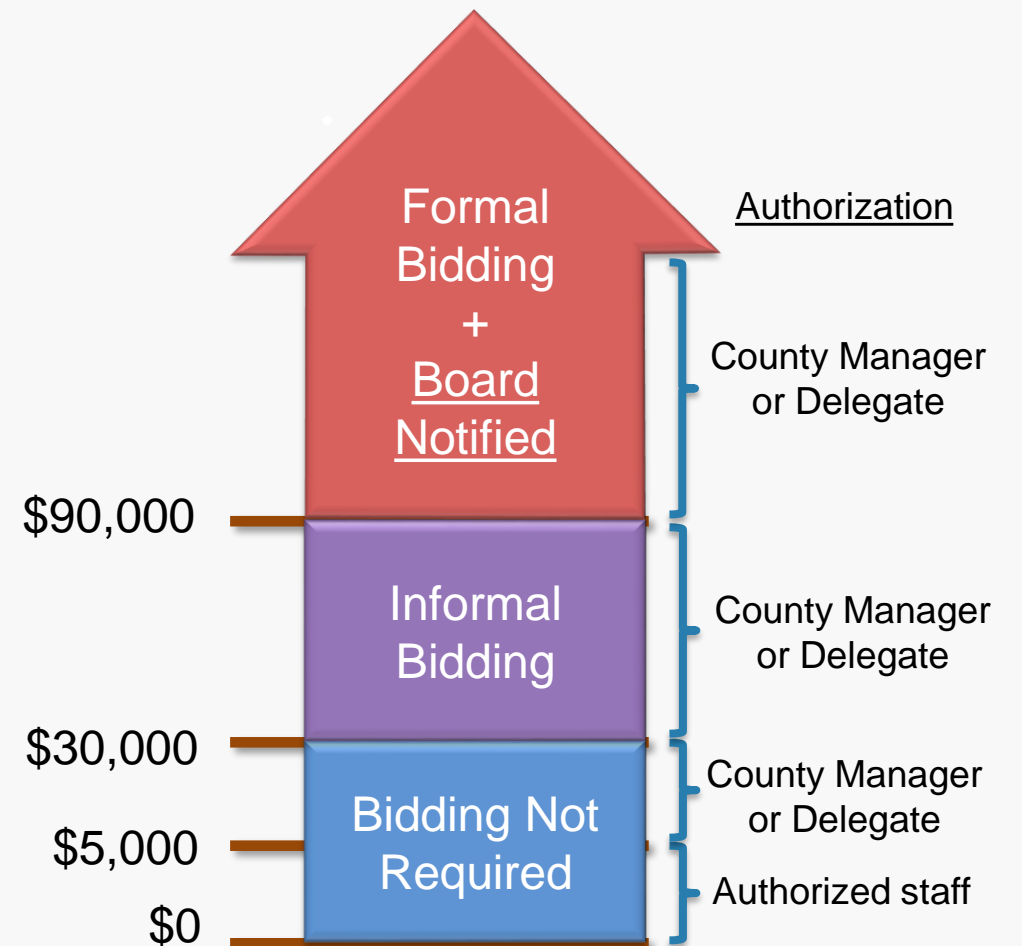 Formal
Bidding
+
Board
Notified
Authorization
County Manager
or Delegate
$90,000
Informal
Bidding
County Manager
or Delegate
$30,000
Bidding Not
Required
County Manager
or Delegate
$5,000
Authorized staff
$0